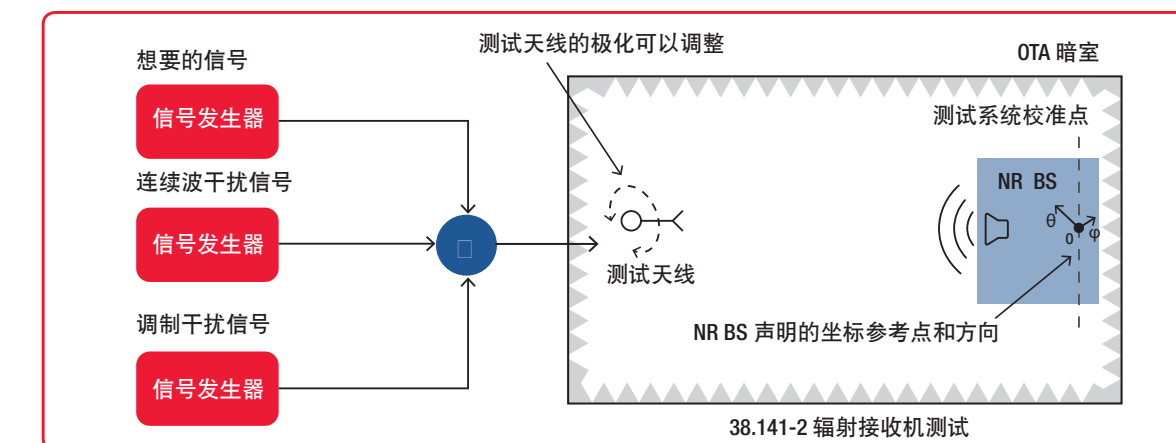 测试天线的极化可以调整
OTA 暗室
想要的信号
信号发生器
测试系统校准点
连续波干扰信号
NR BS
信号发生器
θ
0
φ
测试天线
调制干扰信号
NR BS 声明的坐标参考点和方向
信号发生器
38.141-2 辐射接收机测试